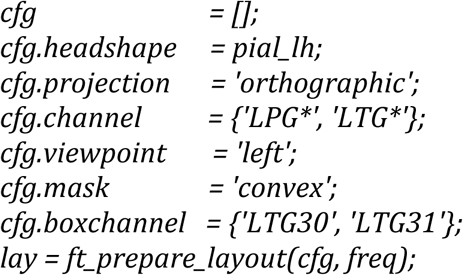 cfg = [];
cfg.headshape = pial_lh;
cfg.projection = 'orthographic';
cfg.channel = {'LPG*', 'LTG*'};
cfg.viewpoint = 'left';
cfg.mask = 'convex';
cfg.boxchannel = {'LTG30', 'LTG31'};
lay = ft_prepare_layout(cfg, freq);